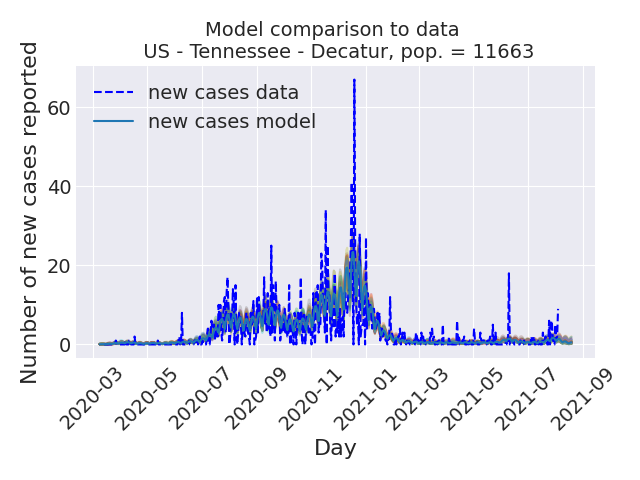 Model comparison to data
US - Tennessee - Decatur, pop. = 11663
Number of new cases reported
60
40
20
0
new cases data
new cases model
2020-03
2020-05
2020-07
2020-09
2020-11
2021-01
2021-03
2021-05
2021-07
2021-09
Day